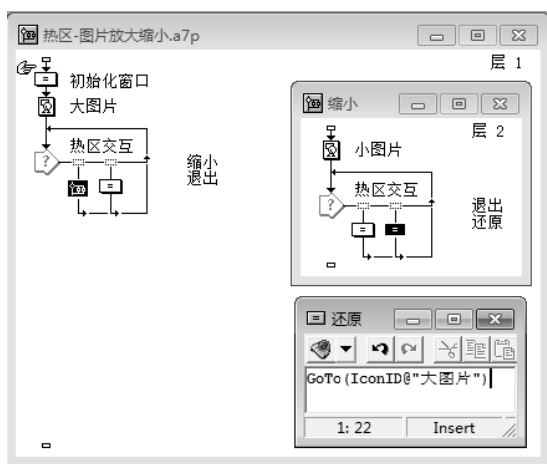 热区-图片放大缩小.a7p
层 1
初始化窗口
大图片
热区交互
?
缩小
退出
=
缩小
层 2
小图片
热区交互
?
退出
还原
=
=
= 还原
GoTo(IconID@"大图片")
1:22
Insert